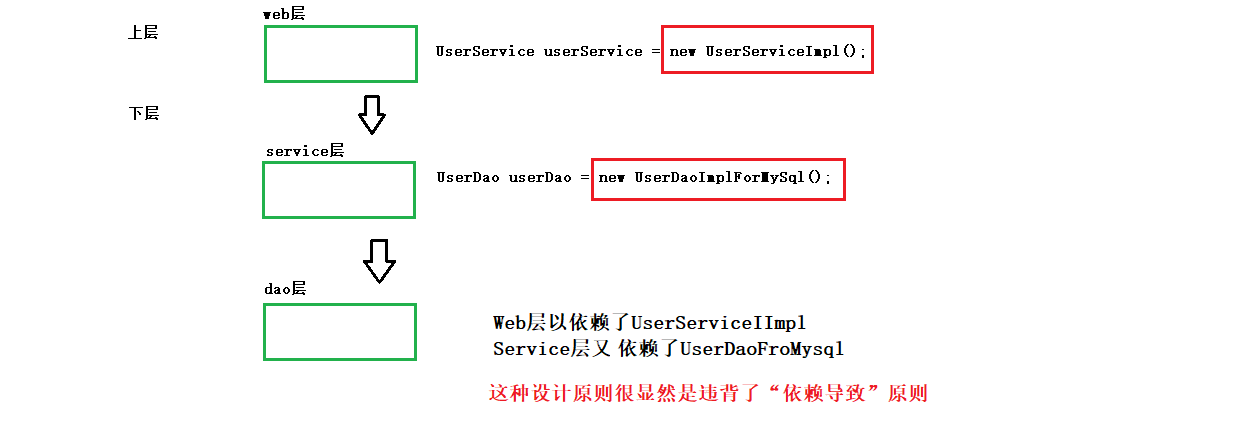 web层
上层
UserService userService = new UserServiceImpl();
下层
service层
UserDao userDao = new UserDaoImplForMySql();
dao层
Web层以依赖了UserServiceIImpl
Service层又 依赖了UserDaoFroMysql
这种设计原则很显然是违背了“依赖导致”原则